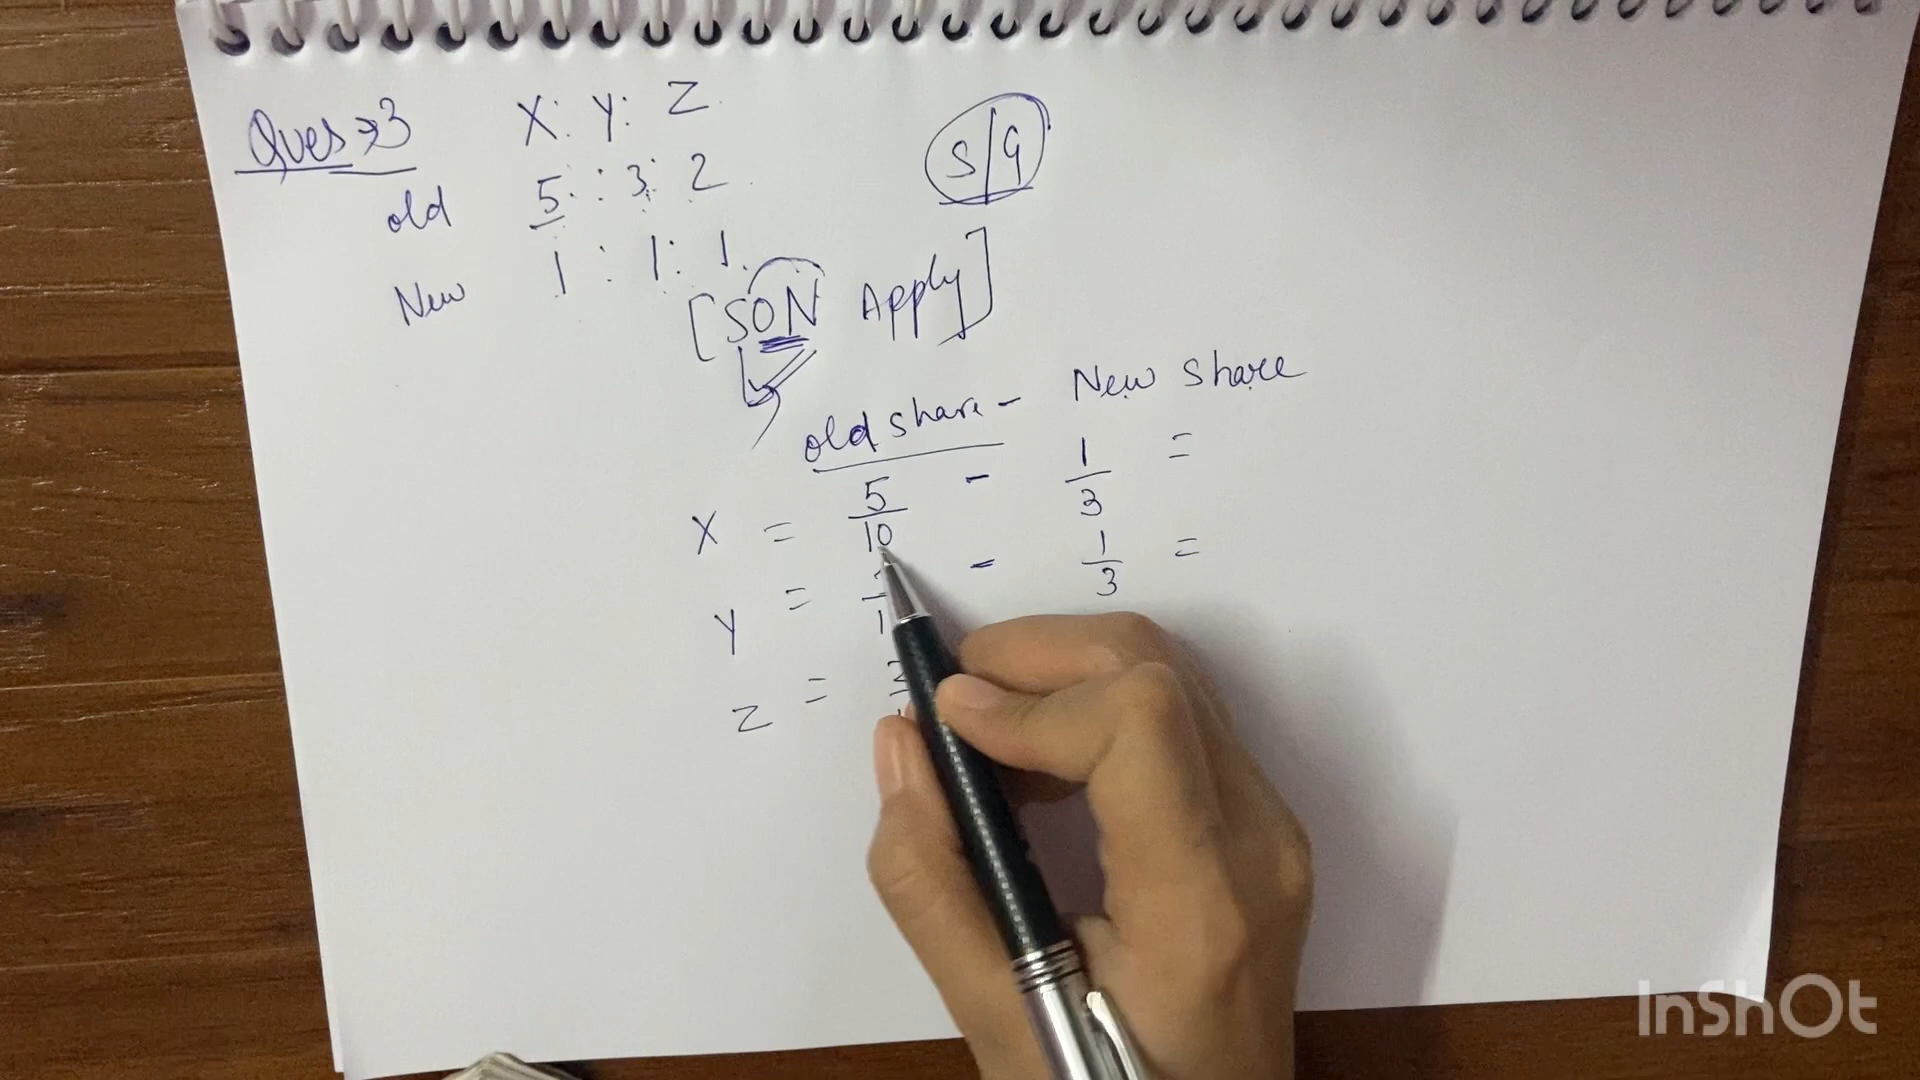 Ques → 3 X : Y : Z
old 5 : 3 : 2
S/G
New 1 : 1 : 1
[SON Apply]
old share - New share
X = 5/10 - 1/3 =
Y = - 1/3 =
Z =
InShOt